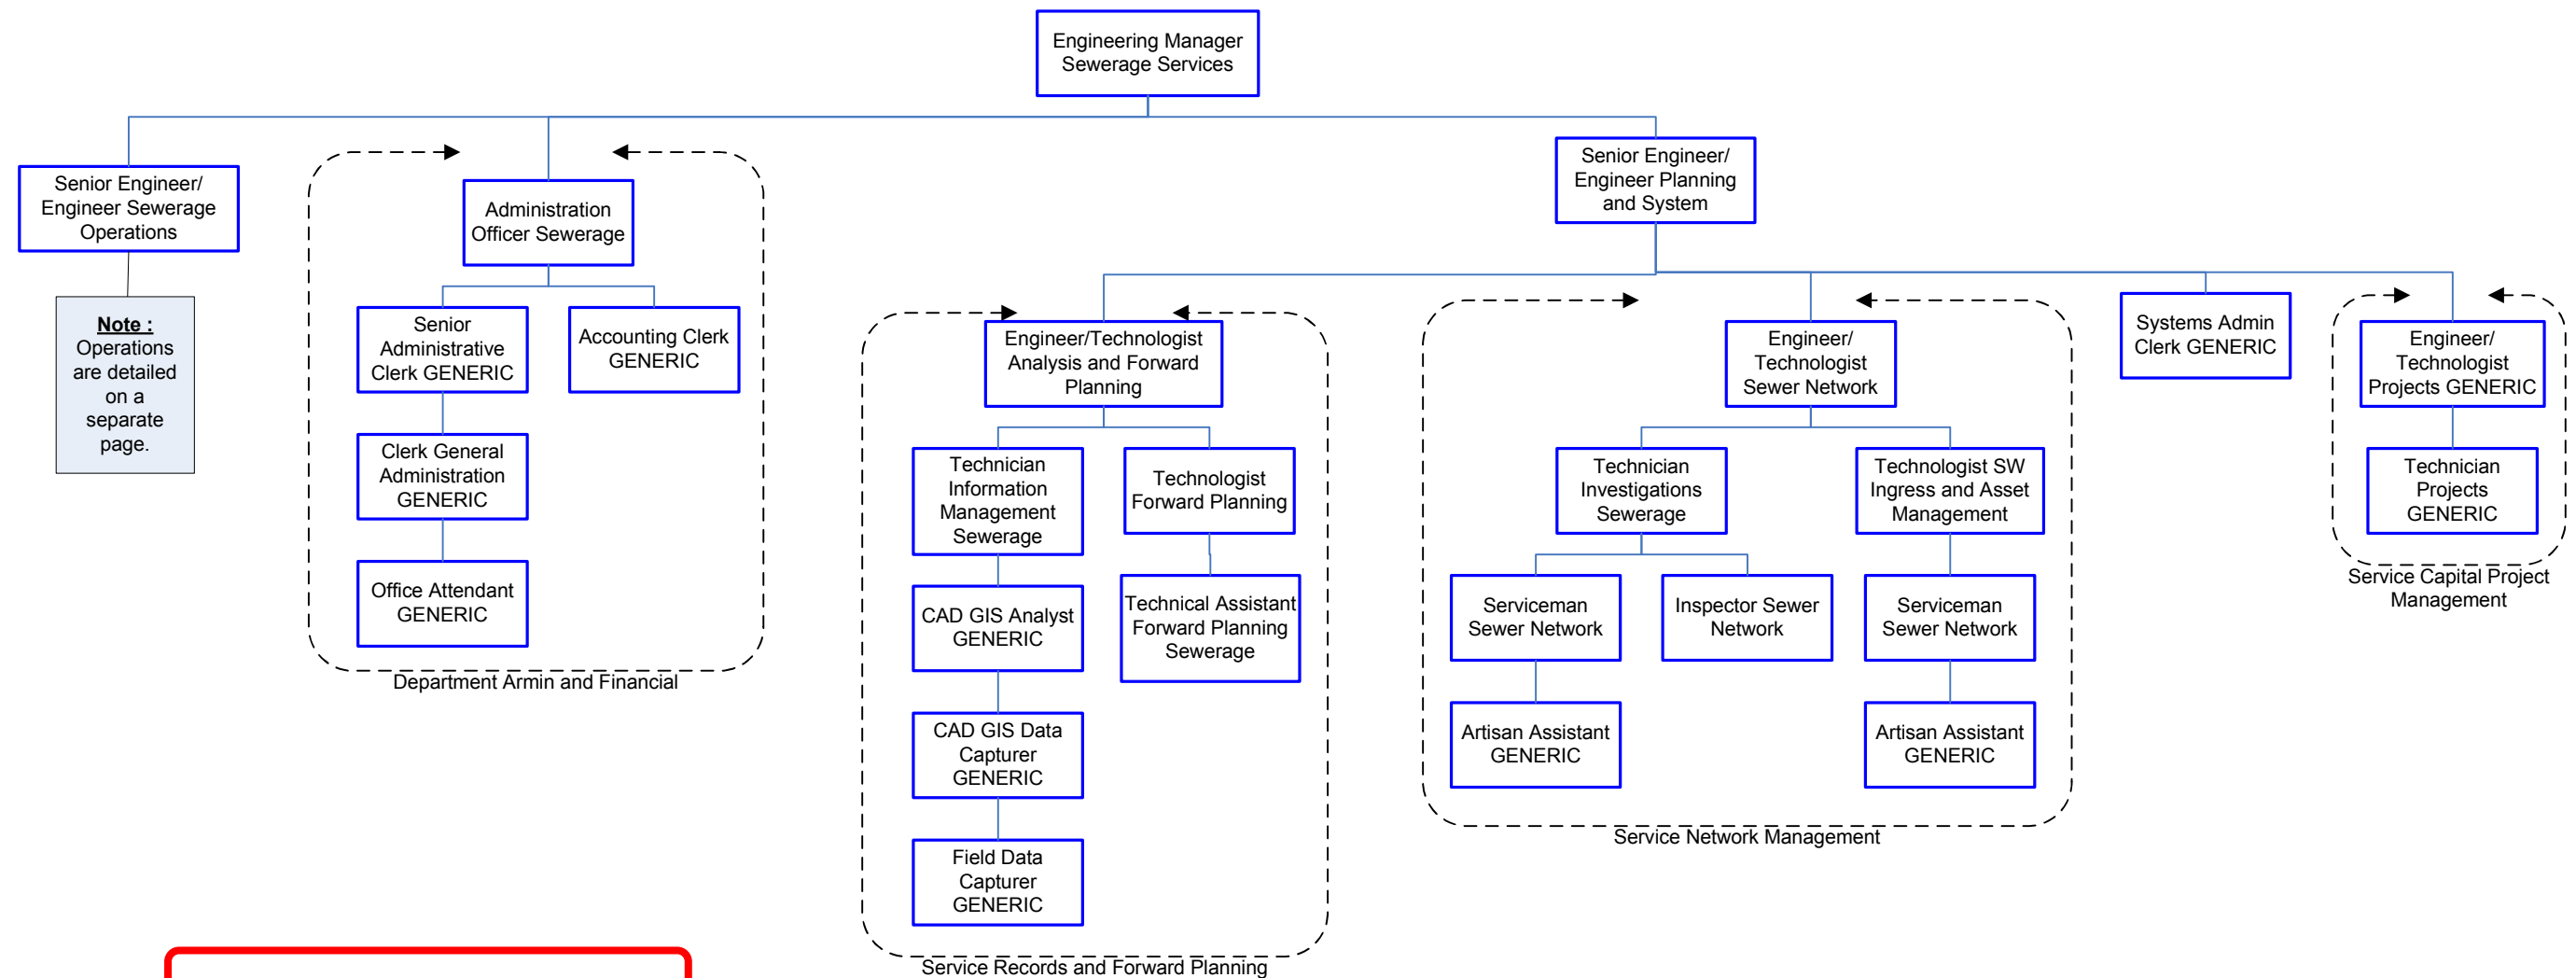 Engineering Manager
Sewerage Services
Senior Engineer/
Engineer Sewerage
Operations
Note :
Operations
are detailed
on a
separate
page.
Administration
Officer Sewerage
Senior
Administrative
Clerk GENERIC
Accounting Clerk
GENERIC
Clerk General
Administration
GENERIC
Office Attendant
GENERIC
Department Armin and Financial
Senior Engineer/
Engineer Planning
and System
Engineer/Technologist
Analysis and Forward
Planning
Technician
Information
Management
Sewerage
Technologist
Forward Planning
CAD GIS Analyst
GENERIC
Technical Assistant
Forward Planning
Sewerage
CAD GIS Data
Capturer
GENERIC
Field Data
Capturer
GENERIC
Service Records and Forward Planning
Engineer/
Technologist
Sewer Network
Technician
Investigations
Sewerage
Technologist SW
Ingress and Asset
Management
Serviceman
Sewer Network
Inspector Sewer
Network
Serviceman
Sewer Network
Artisan Assistant
GENERIC
Artisan Assistant
GENERIC
Service Network Management
Systems Admin
Clerk GENERIC
Engineer/
Technologist
Projects GENERIC
Technician
Projects
GENERIC
Service Capital Project
Management